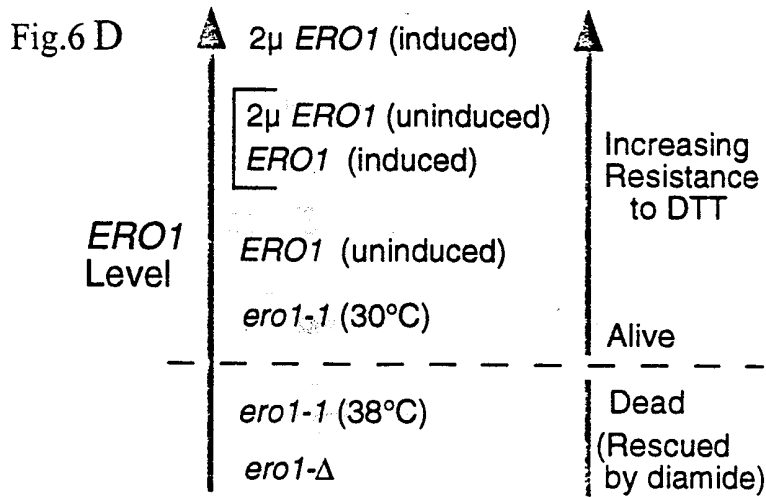 Fig.6 D
2µ ERO1 (induced)
2µ ERO1 (uninduced)
ERO1 (induced)
ERO1 (uninduced)
ero1-1 (30°C)
ero1-1 (38°C)
ero1-Δ
ERO1
Level
Increasing
Resistance
to DTT
Alive
Dead
(Rescued
by diamide)